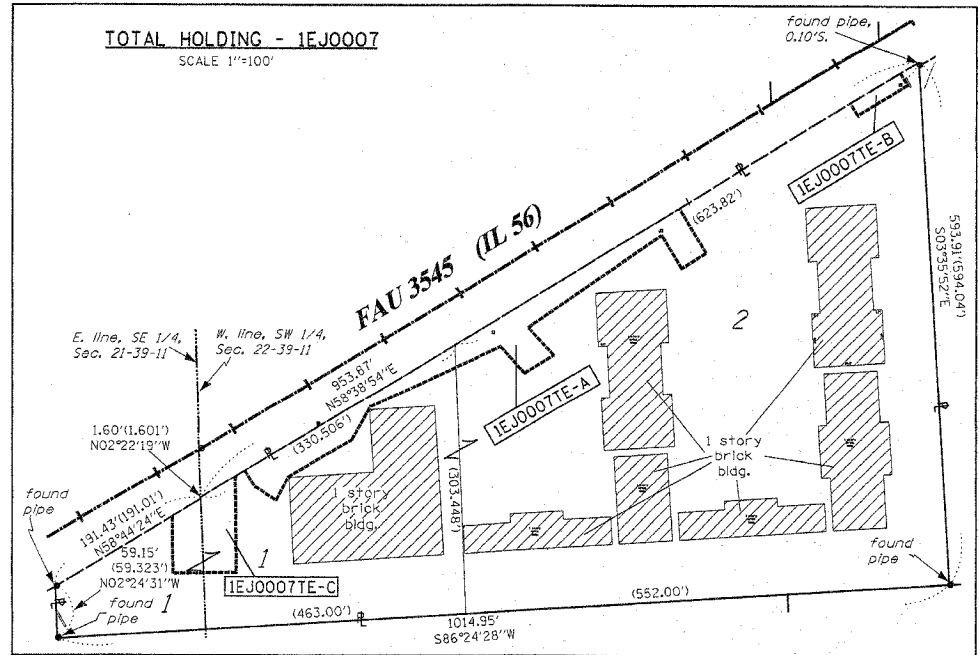 TOTAL HOLDING - 1EJ0007
SCALE 1"=100'
found pipe,
0.10'S.
1EJ0007TE-B
FAU 3545 (IL 56)
(623.82')
593.91'(594.04')
S03°35'52"E
E. line, SE 1/4,
Sec. 21-39-11
W. line, SW 1/4,
Sec. 22-39-11
2
953.87'
N58°38'54"E
(330.506')
1EJ0007TE-A
1.60'(1.601')
N02°22'19"W
(303.448')
1 story
brick
bldg.
1 story
brick
bldg.
found
pipe
191.43'(191.01')
N58°44'24"E
59.15'
(59.323')
N02°24'31"W
1
1
1EJ0007TE-C
found
pipe
found
pipe
(463.00')
(552.00')
1014.95'
S86°24'28"W